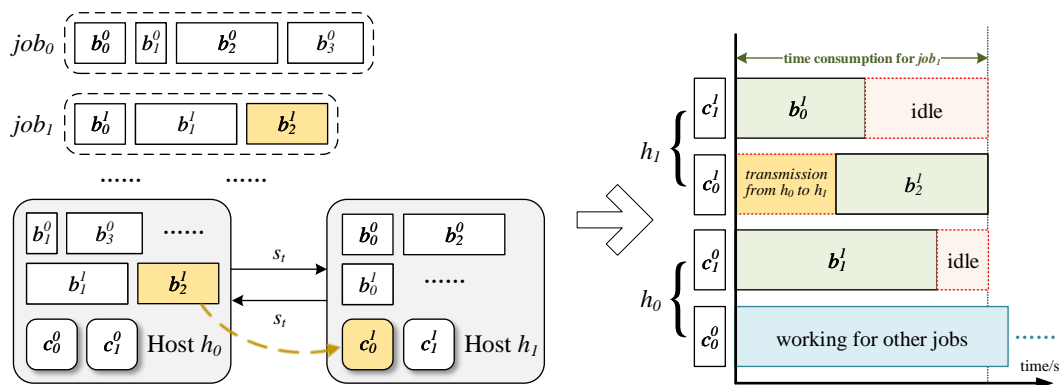 job₀ b₀⁰ b₁⁰ b₂⁰ b₃⁰
job₁ b₀¹ b₁¹ b₂¹
...... ......
b₁⁰ b₃⁰ ......
b₁¹ b₂¹
c₀⁰ c₁⁰ Host h₀
sₜ
sₜ
b₀⁰ b₂⁰
b₀¹ ......
c₀¹ c₁¹ Host h₁
time consumption for job₁
h₁
c₁¹ b₀¹ idle
c₀¹ transmission
from h₀ to h₁ b₂¹
h₀
c₁⁰ b₁¹ idle
c₀⁰ working for other jobs ......
time/s